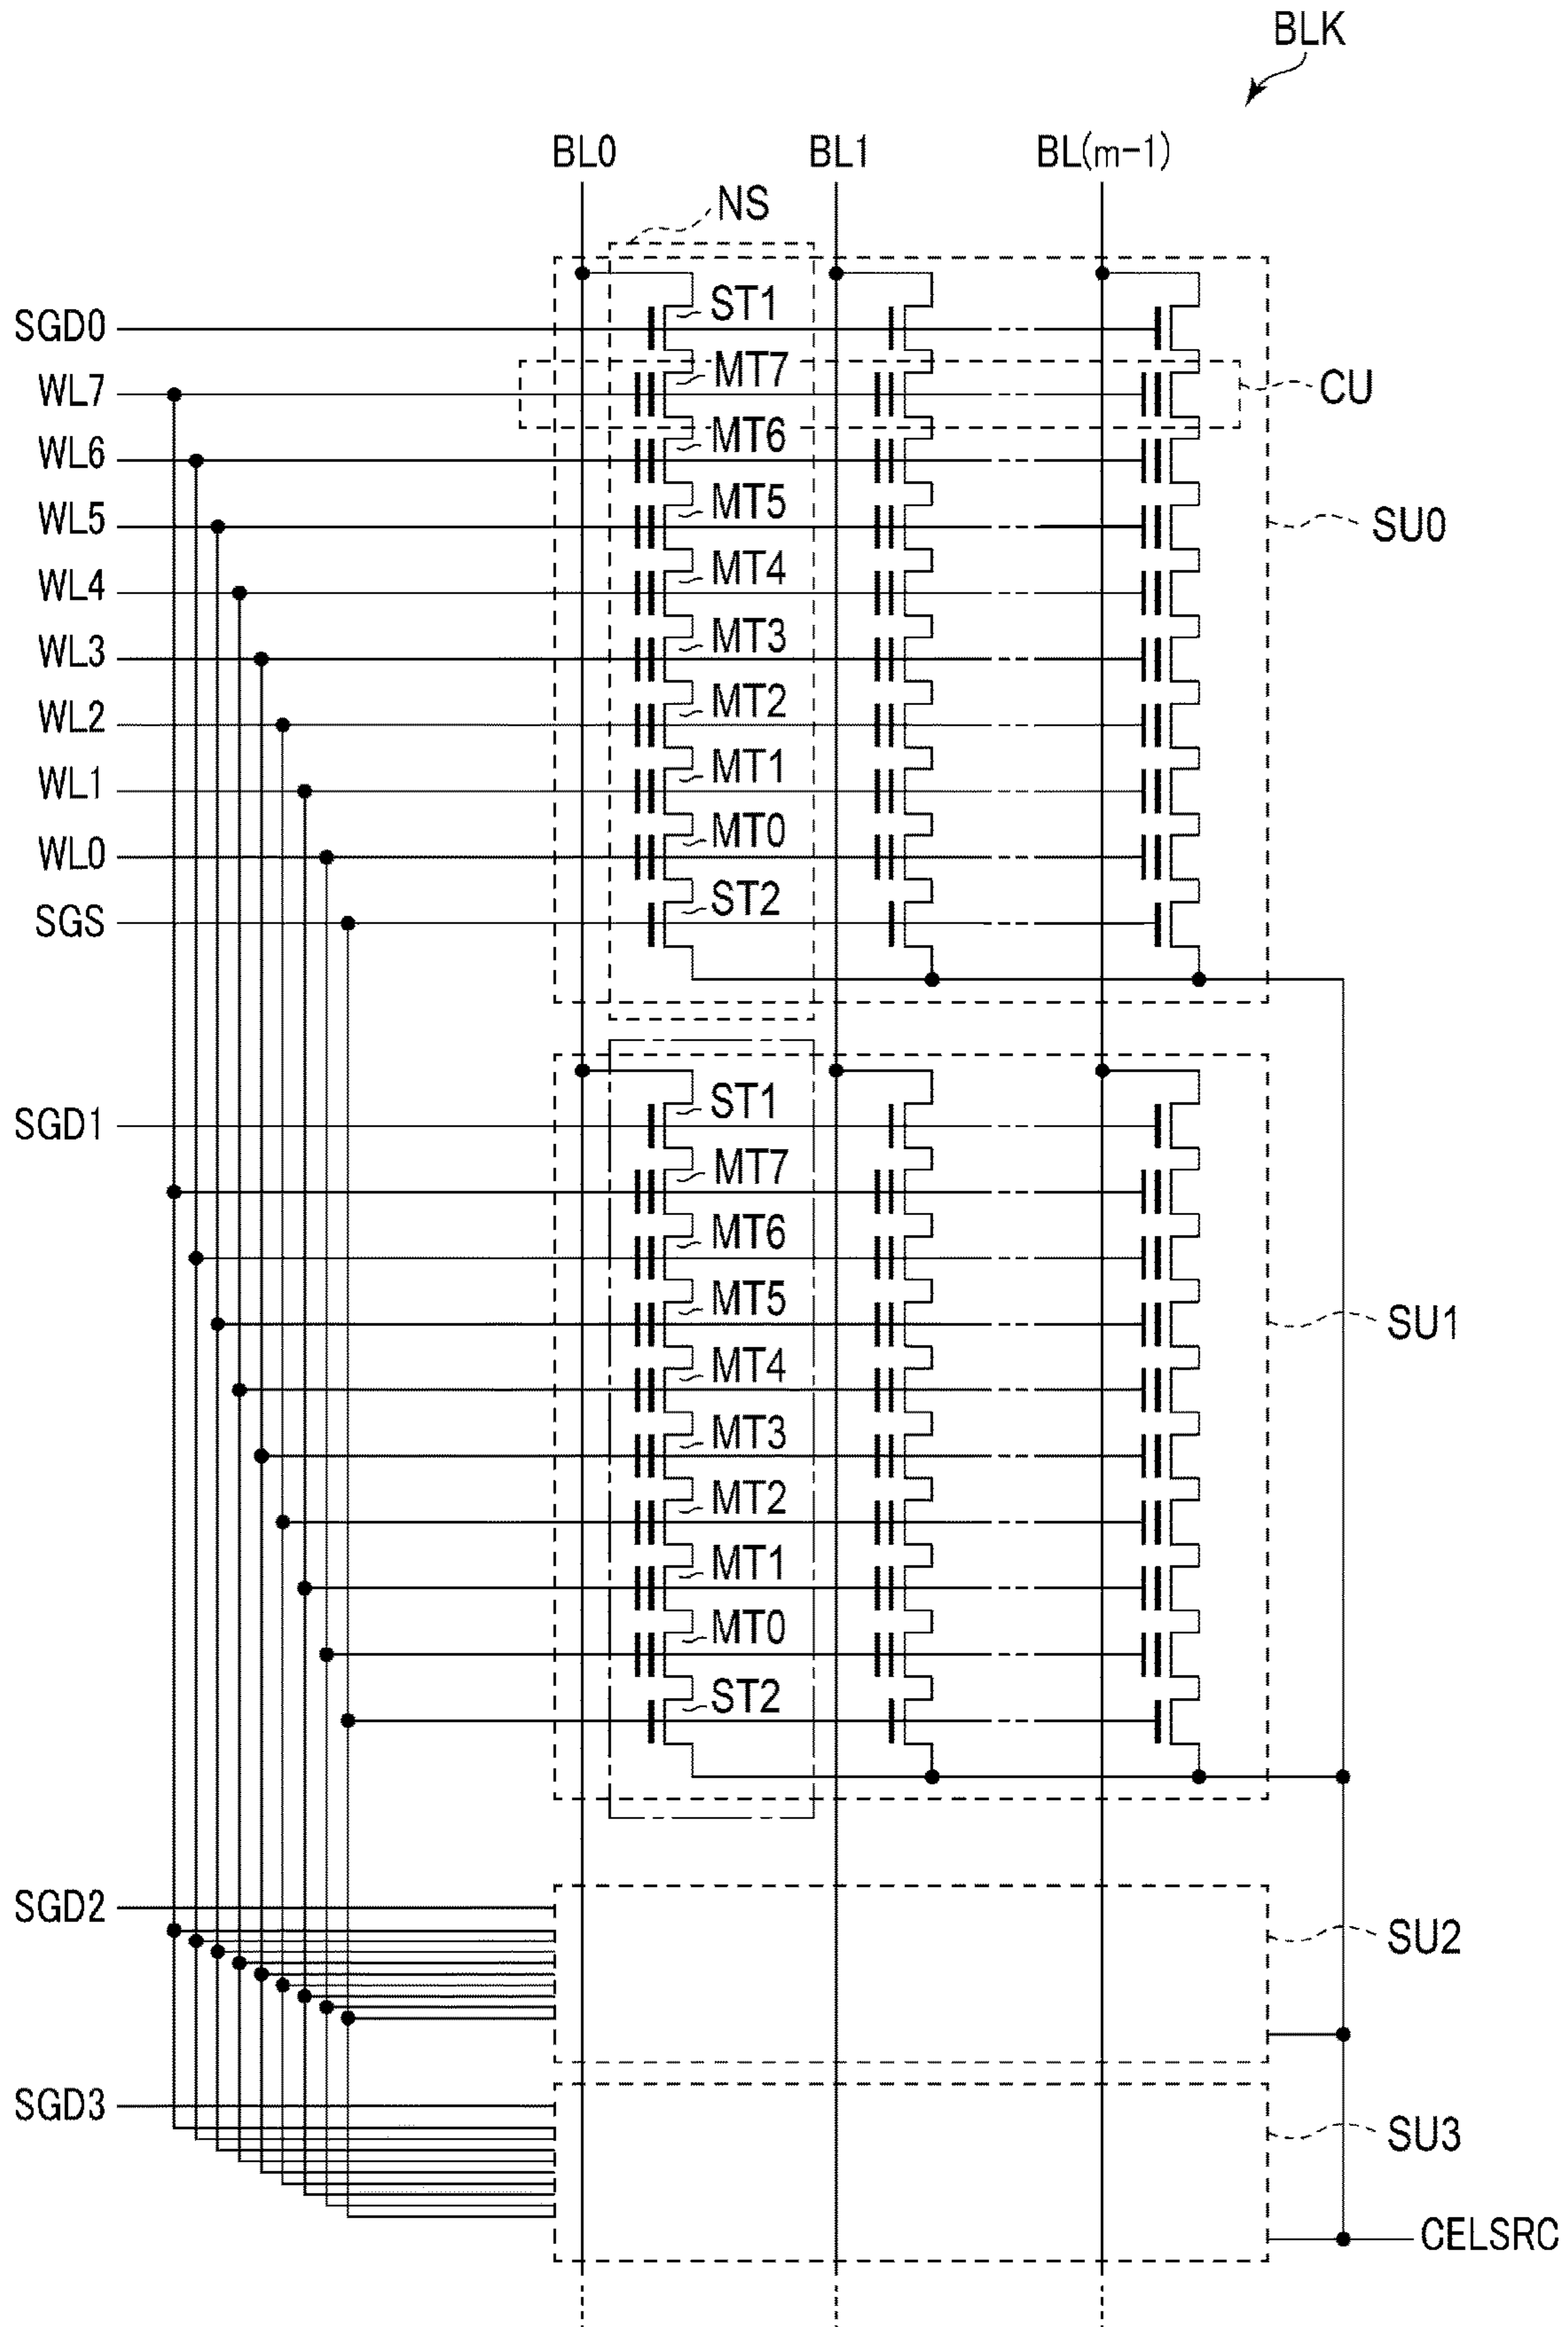 BLK
BL0 BL1 BL(m-1)
NS
ST1
SGD0
MT7
WL7
CU
MT6
WL6
MT5
WL5
SU0
MT4
WL4
MT3
WL3
MT2
WL2
MT1
WL1
MT0
WL0
ST2
SGS
ST1
SGD1
MT7
MT6
MT5
SU1
MT4
MT3
MT2
MT1
MT0
ST2
SGD2
SU2
SGD3
SU3
CELSRC